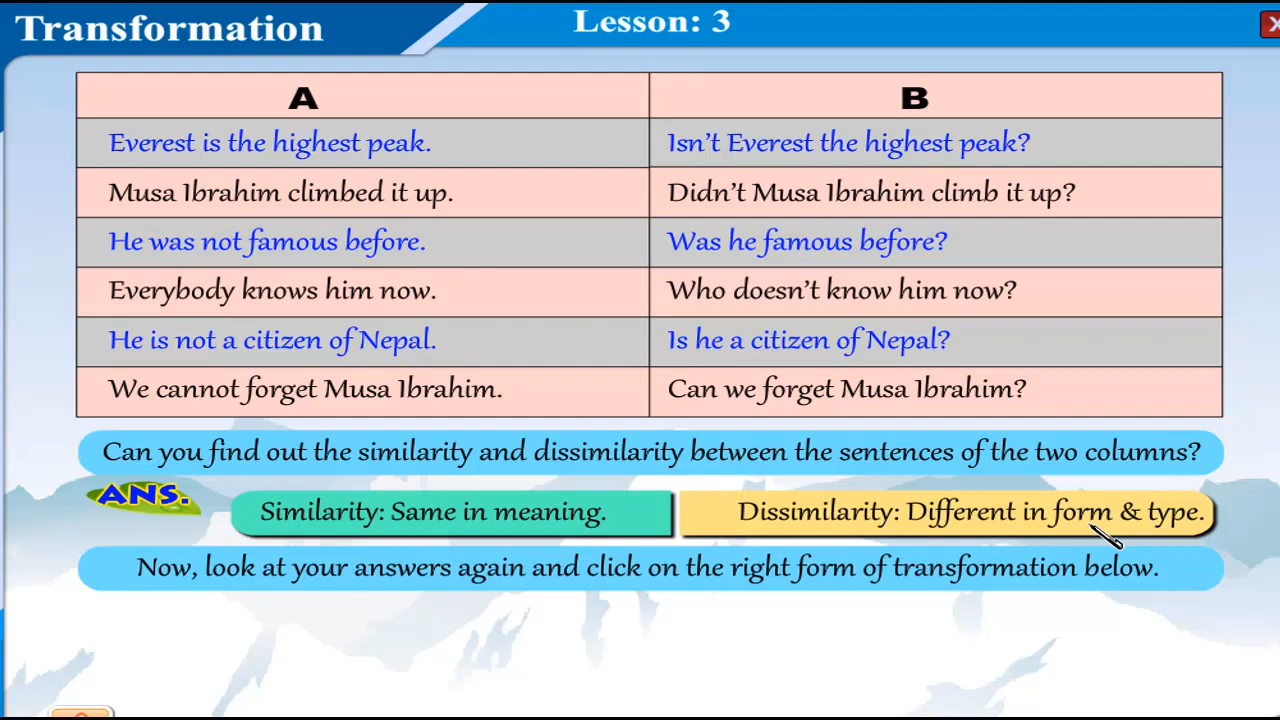 Transformation
Lesson: 3
X
A B
Everest is the highest peak. Isn't Everest the highest peak?
Musa Ibrahim climbed it up. Didn't Musa Ibrahim climb it up?
He was not famous before. Was he famous before?
Everybody knows him now. Who doesn't know him now?
He is not a citizen of Nepal. Is he a citizen of Nepal?
We cannot forget Musa Ibrahim. Can we forget Musa Ibrahim?
Can you find out the similarity and dissimilarity between the sentences of the two columns?
ANS.
Similarity: Same in meaning. Dissimilarity: Different in form & type.
Now, look at your answers again and click on the right form of transformation below.